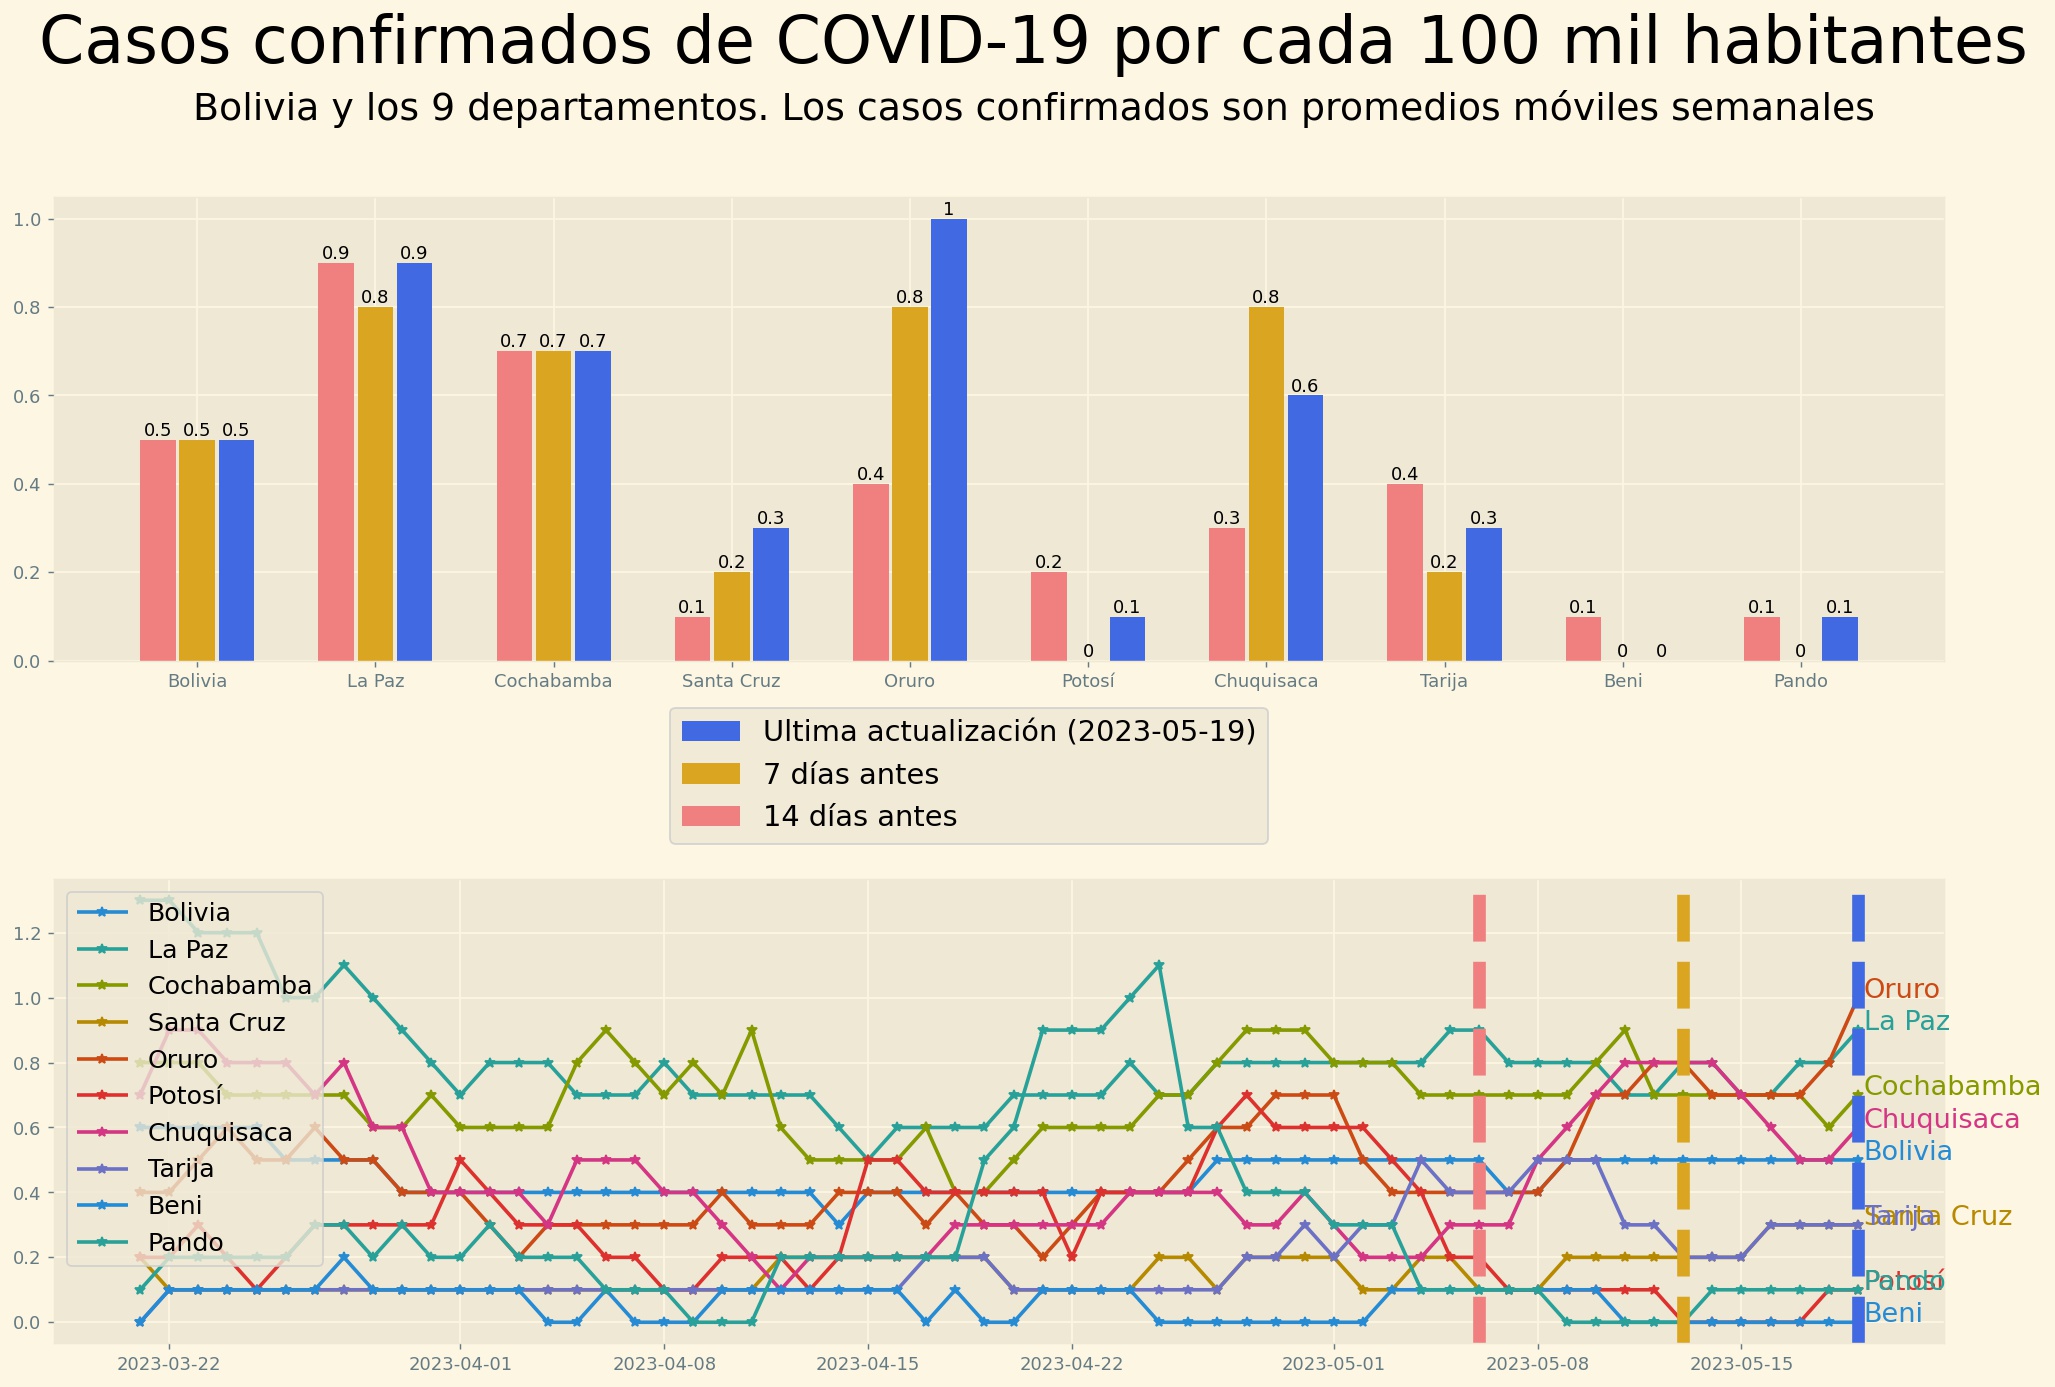 Casos confirmados de COVID-19 por cada 100 mil habitantes
Bolivia y los 9 departamentos. Los casos confirmados son promedios móviles semanales
1.0
0.8
0.6
0.4
0.2
0.0
0.5 0.5 0.5
0.9 0.8 0.9
0.7 0.7 0.7
0.1 0.2 0.3
0.4 0.8 1
0.2 0 0.1
0.3 0.8 0.6
0.4 0.2 0.3
0.1 0 0
0.1 0 0.1
Bolivia La Paz Cochabamba Santa Cruz Oruro Potosí Chuquisaca Tarija Beni Pando
Ultima actualización (2023-05-19)
7 días antes
14 días antes
1.2
1.0
0.8
0.6
0.4
0.2
0.0
Bolivia
La Paz
Cochabamba
Santa Cruz
Oruro
Potosí
Chuquisaca
Tarija
Beni
Pando
Oruro
La Paz
Cochabamba
Chuquisaca
Bolivia
Tarija
Santa Cruz
Pando
Potosí
Beni
2023-03-22 2023-04-01 2023-04-08 2023-04-15 2023-04-22 2023-05-01 2023-05-08 2023-05-15